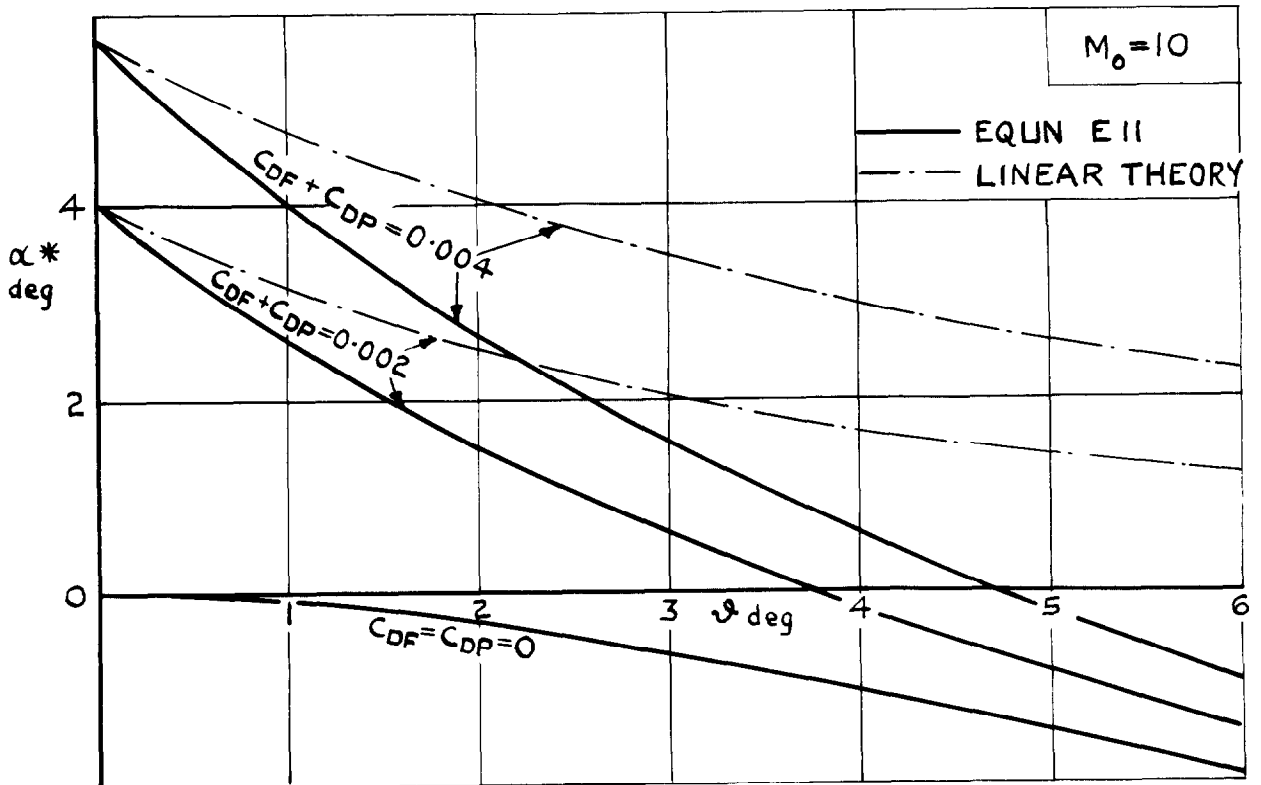 M₀=10
EQUN E11
LINEAR THEORY
C_DF + C_DP = 0·004
4
α*
deg
C_DF + C_DP = 0·002
2
0
1
2
3
ϑ deg
4
5
6
C_DF = C_DP = 0